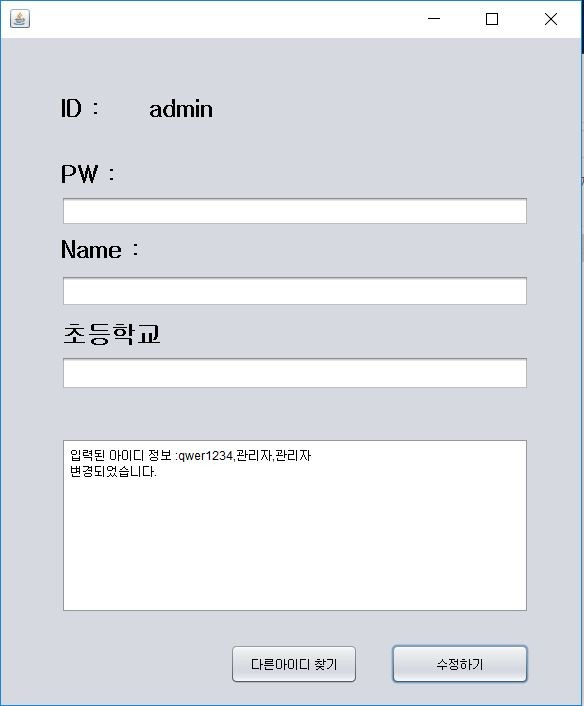 ID : admin
PW :
Name :
초등학교
입력된 아이디 정보 :qwer1234,관리자,관리자
변경되었습니다.
다른아이디 찾기 수정하기